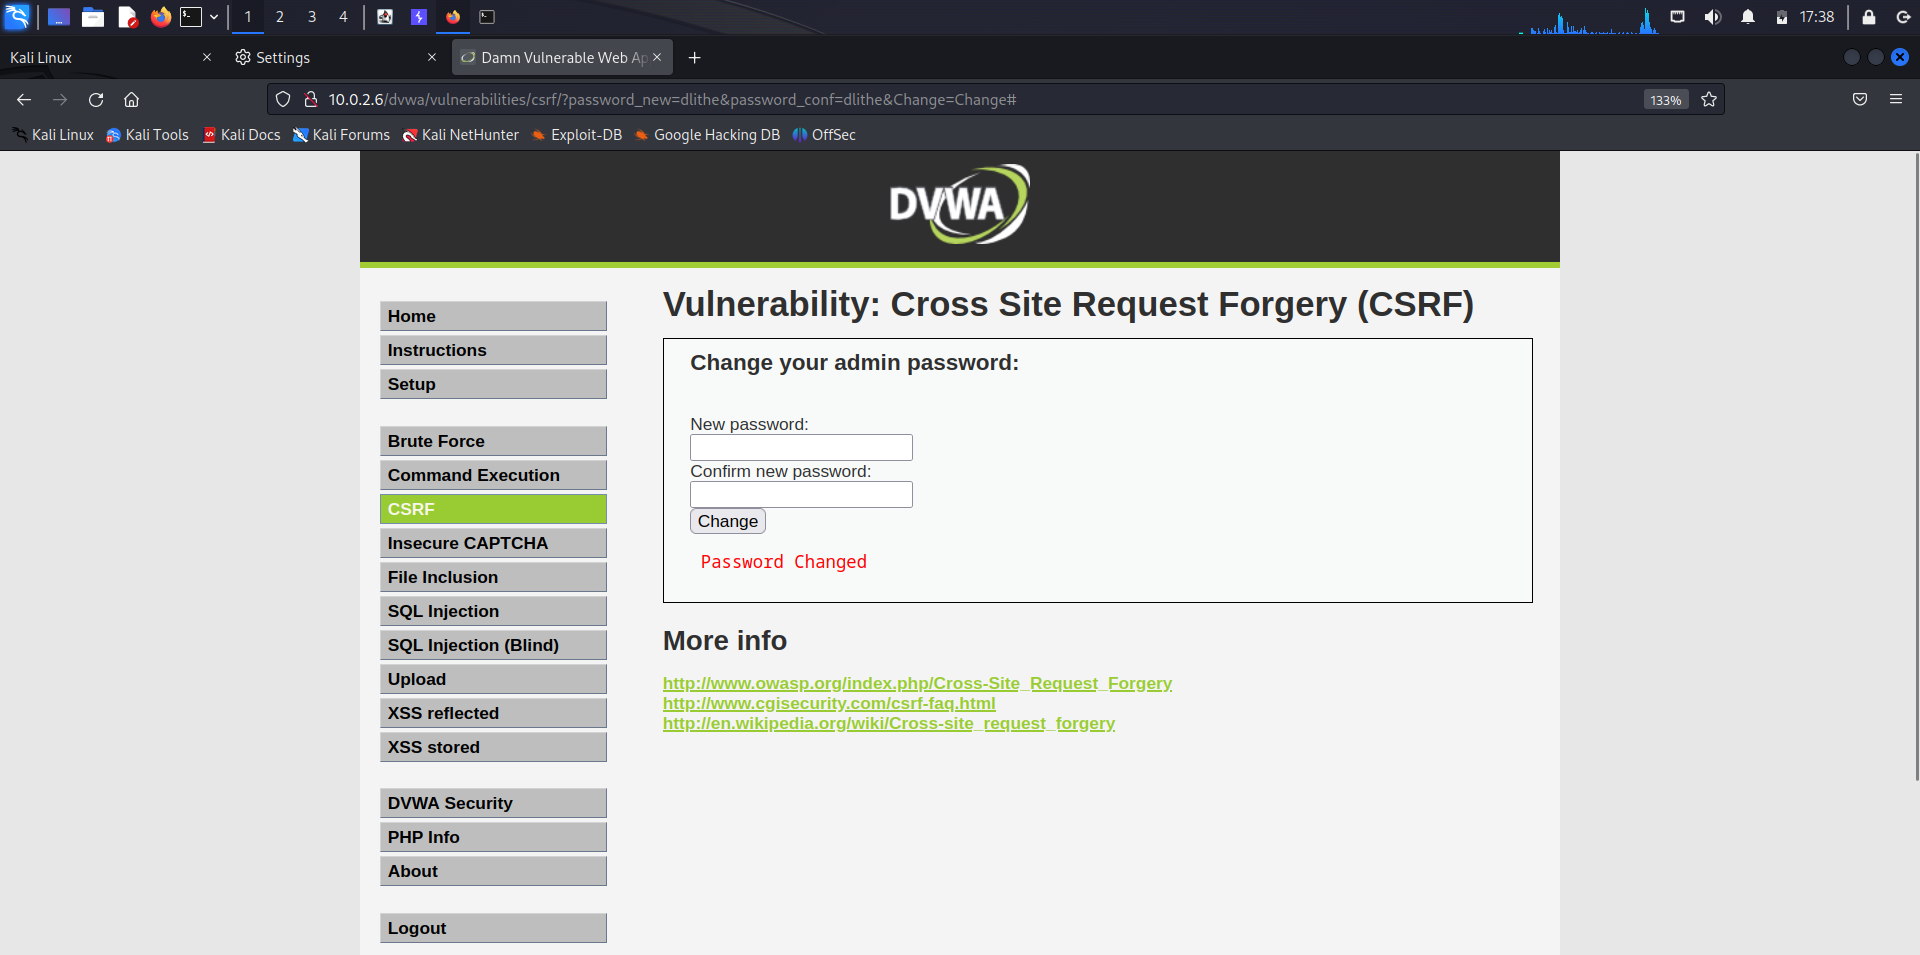 1 2 3 4 17:38
Kali Linux Settings Damn Vulnerable Web Ap
10.0.2.6/dvwa/vulnerabilities/csrf/?password_new=dlithe&password_conf=dlithe&Change=Change# 133%
Kali Linux Kali Tools Kali Docs Kali Forums Kali NetHunter Exploit-DB Google Hacking DB OffSec
DVWA
Home
Instructions
Setup
Brute Force
Command Execution
CSRF
Insecure CAPTCHA
File Inclusion
SQL Injection
SQL Injection (Blind)
Upload
XSS reflected
XSS stored
DVWA Security
PHP Info
About
Logout
Vulnerability: Cross Site Request Forgery (CSRF)
Change your admin password:
New password:
Confirm new password:
Change
Password Changed
More info
http://www.owasp.org/index.php/Cross-Site_Request_Forgery
http://www.cgisecurity.com/csrf-faq.html
http://en.wikipedia.org/wiki/Cross-site_request_forgery